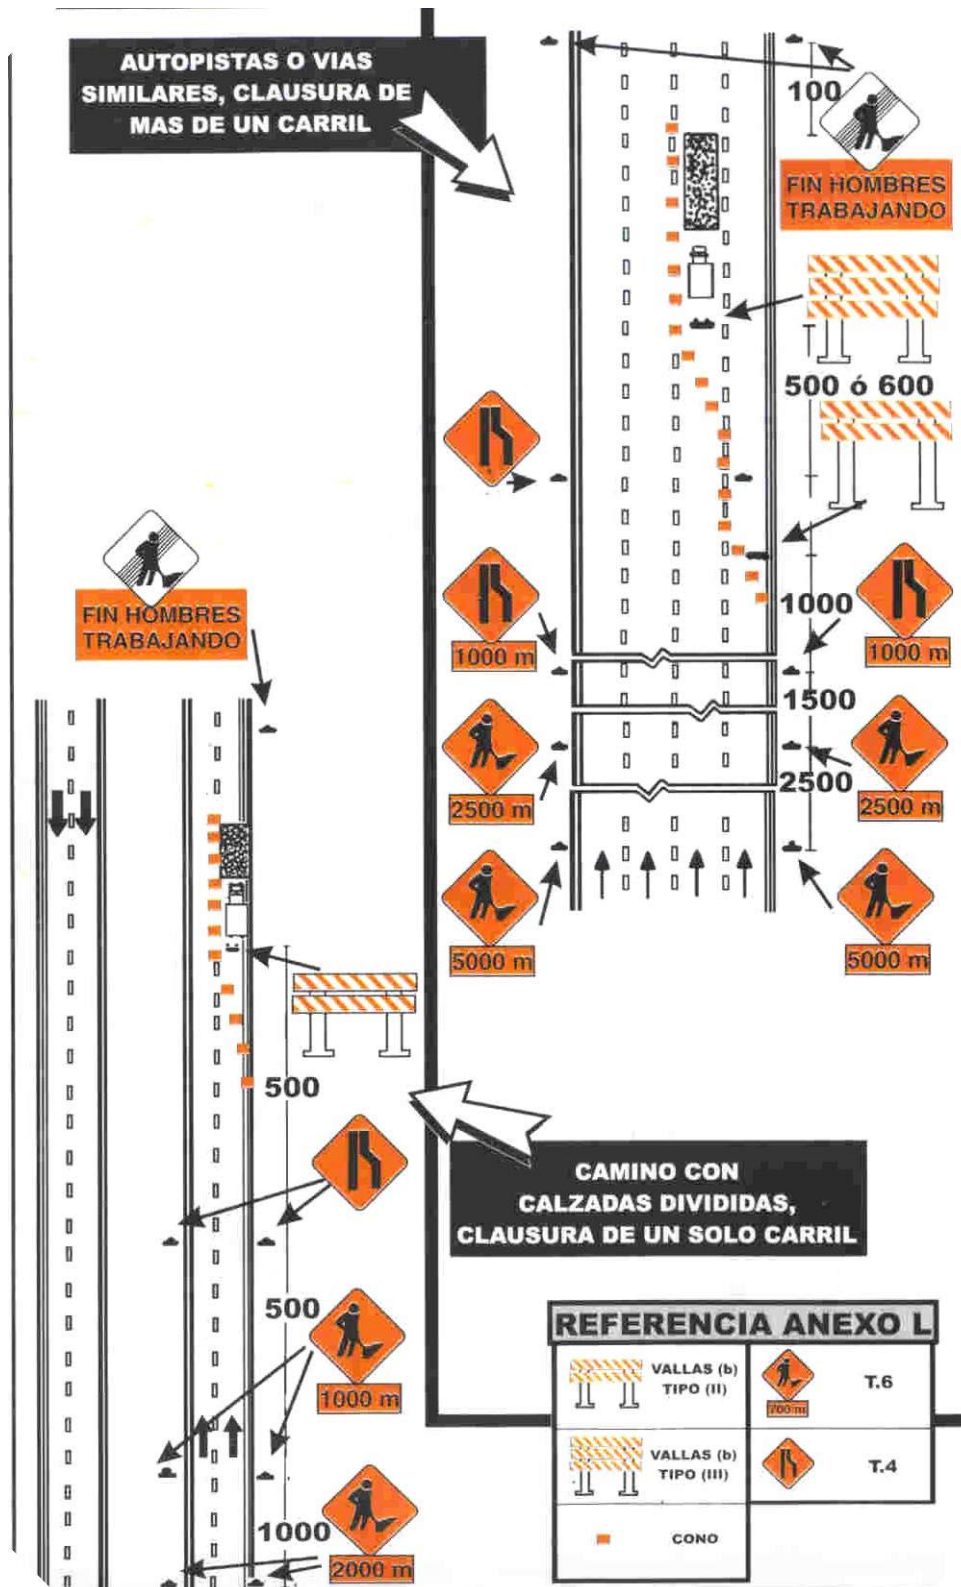 AUTOPISTAS O VIAS
SIMILARES, CLAUSURA DE
MAS DE UN CARRIL
100
FIN HOMBRES
TRABAJANDO
500 ó 600
1000
1000 m
1000 m
1500
2500 m
2500
2500 m
5000 m
5000 m
FIN HOMBRES
TRABAJANDO
500
500
1000 m
1000
2000 m
CAMINO CON
CALZADAS DIVIDIDAS,
CLAUSURA DE UN SOLO CARRIL
REFERENCIA ANEXO L
VALLAS (b)
TIPO (II)
700 m
T.6
VALLAS (b)
TIPO (III)
T.4
CONO